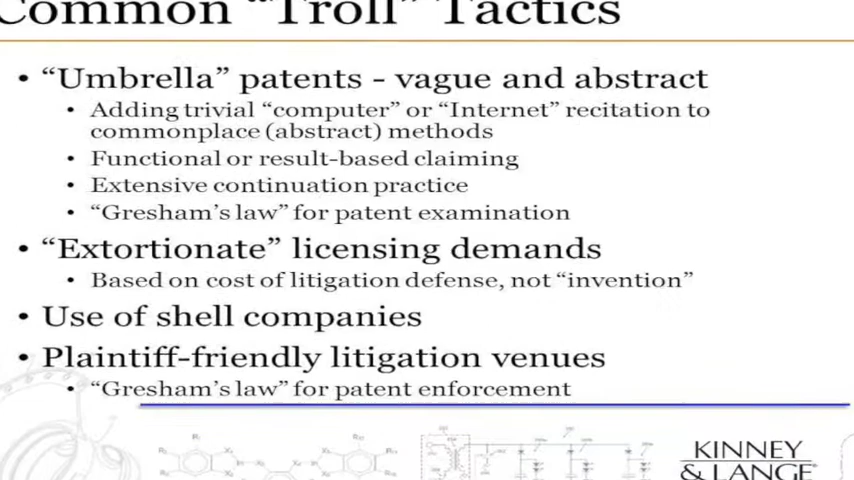 Common “Troll” Tactics
• “Umbrella” patents - vague and abstract
• Adding trivial “computer” or “Internet” recitation to
commonplace (abstract) methods
• Functional or result-based claiming
• Extensive continuation practice
• “Gresham’s law” for patent examination
• “Extortionate” licensing demands
• Based on cost of litigation defense, not “invention”
• Use of shell companies
• Plaintiff-friendly litigation venues
• “Gresham’s law” for patent enforcement
KINNEY
& LANGE